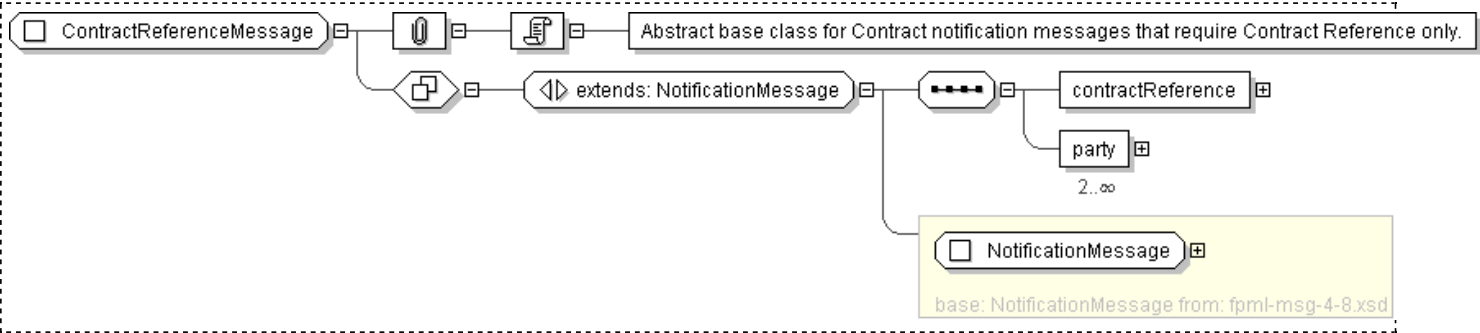 ContractReferenceMessage
Abstract base class for Contract notification messages that require Contract Reference only.
extends: NotificationMessage
contractReference
party
2..∞
NotificationMessage
base: NotificationMessage from: fpml-msg-4-8.xsd